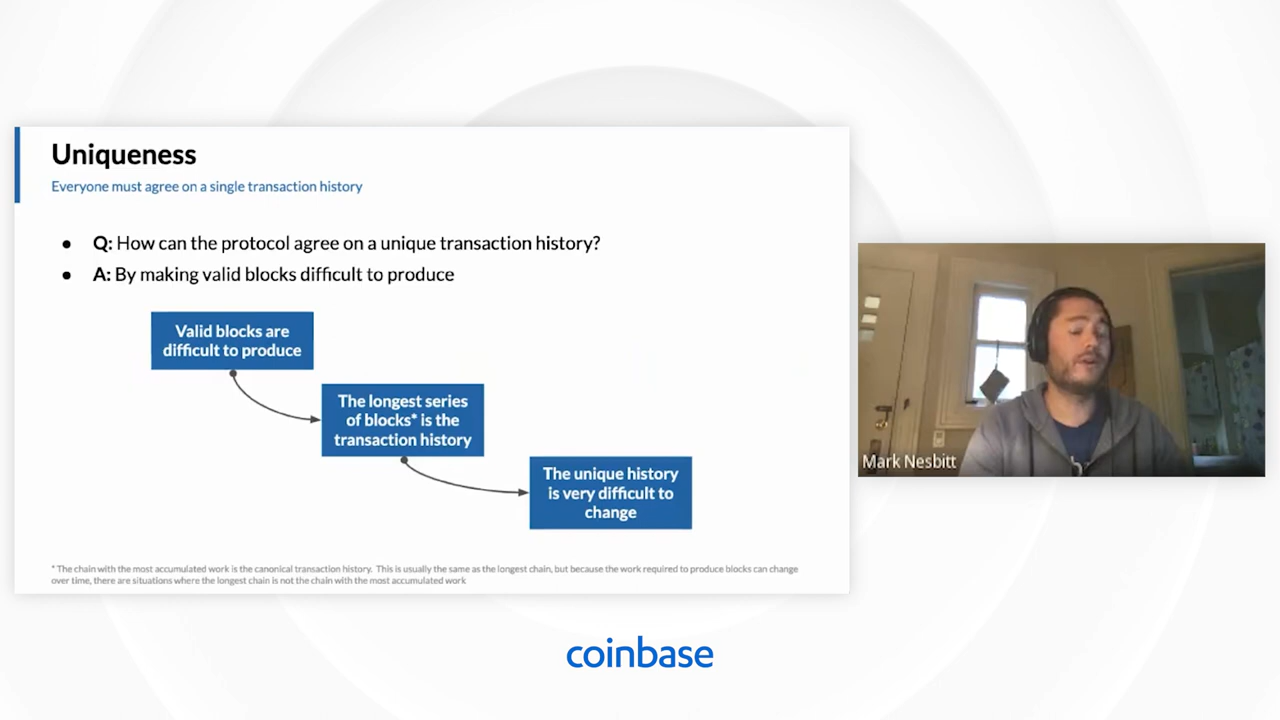 Uniqueness
Everyone must agree on a single transaction history
● Q: How can the protocol agree on a unique transaction history?
● A: By making valid blocks difficult to produce
Valid blocks are
difficult to produce
The longest series
of blocks* is the
transaction history
The unique history
is very difficult to
change
* The chain with the most accumulated work is the canonical transaction history. This is usually the same as the longest chain, but because the work required to produce blocks can change
over time, there are situations where the longest chain is not the chain with the most accumulated work
Mark Nesbitt
coinbase